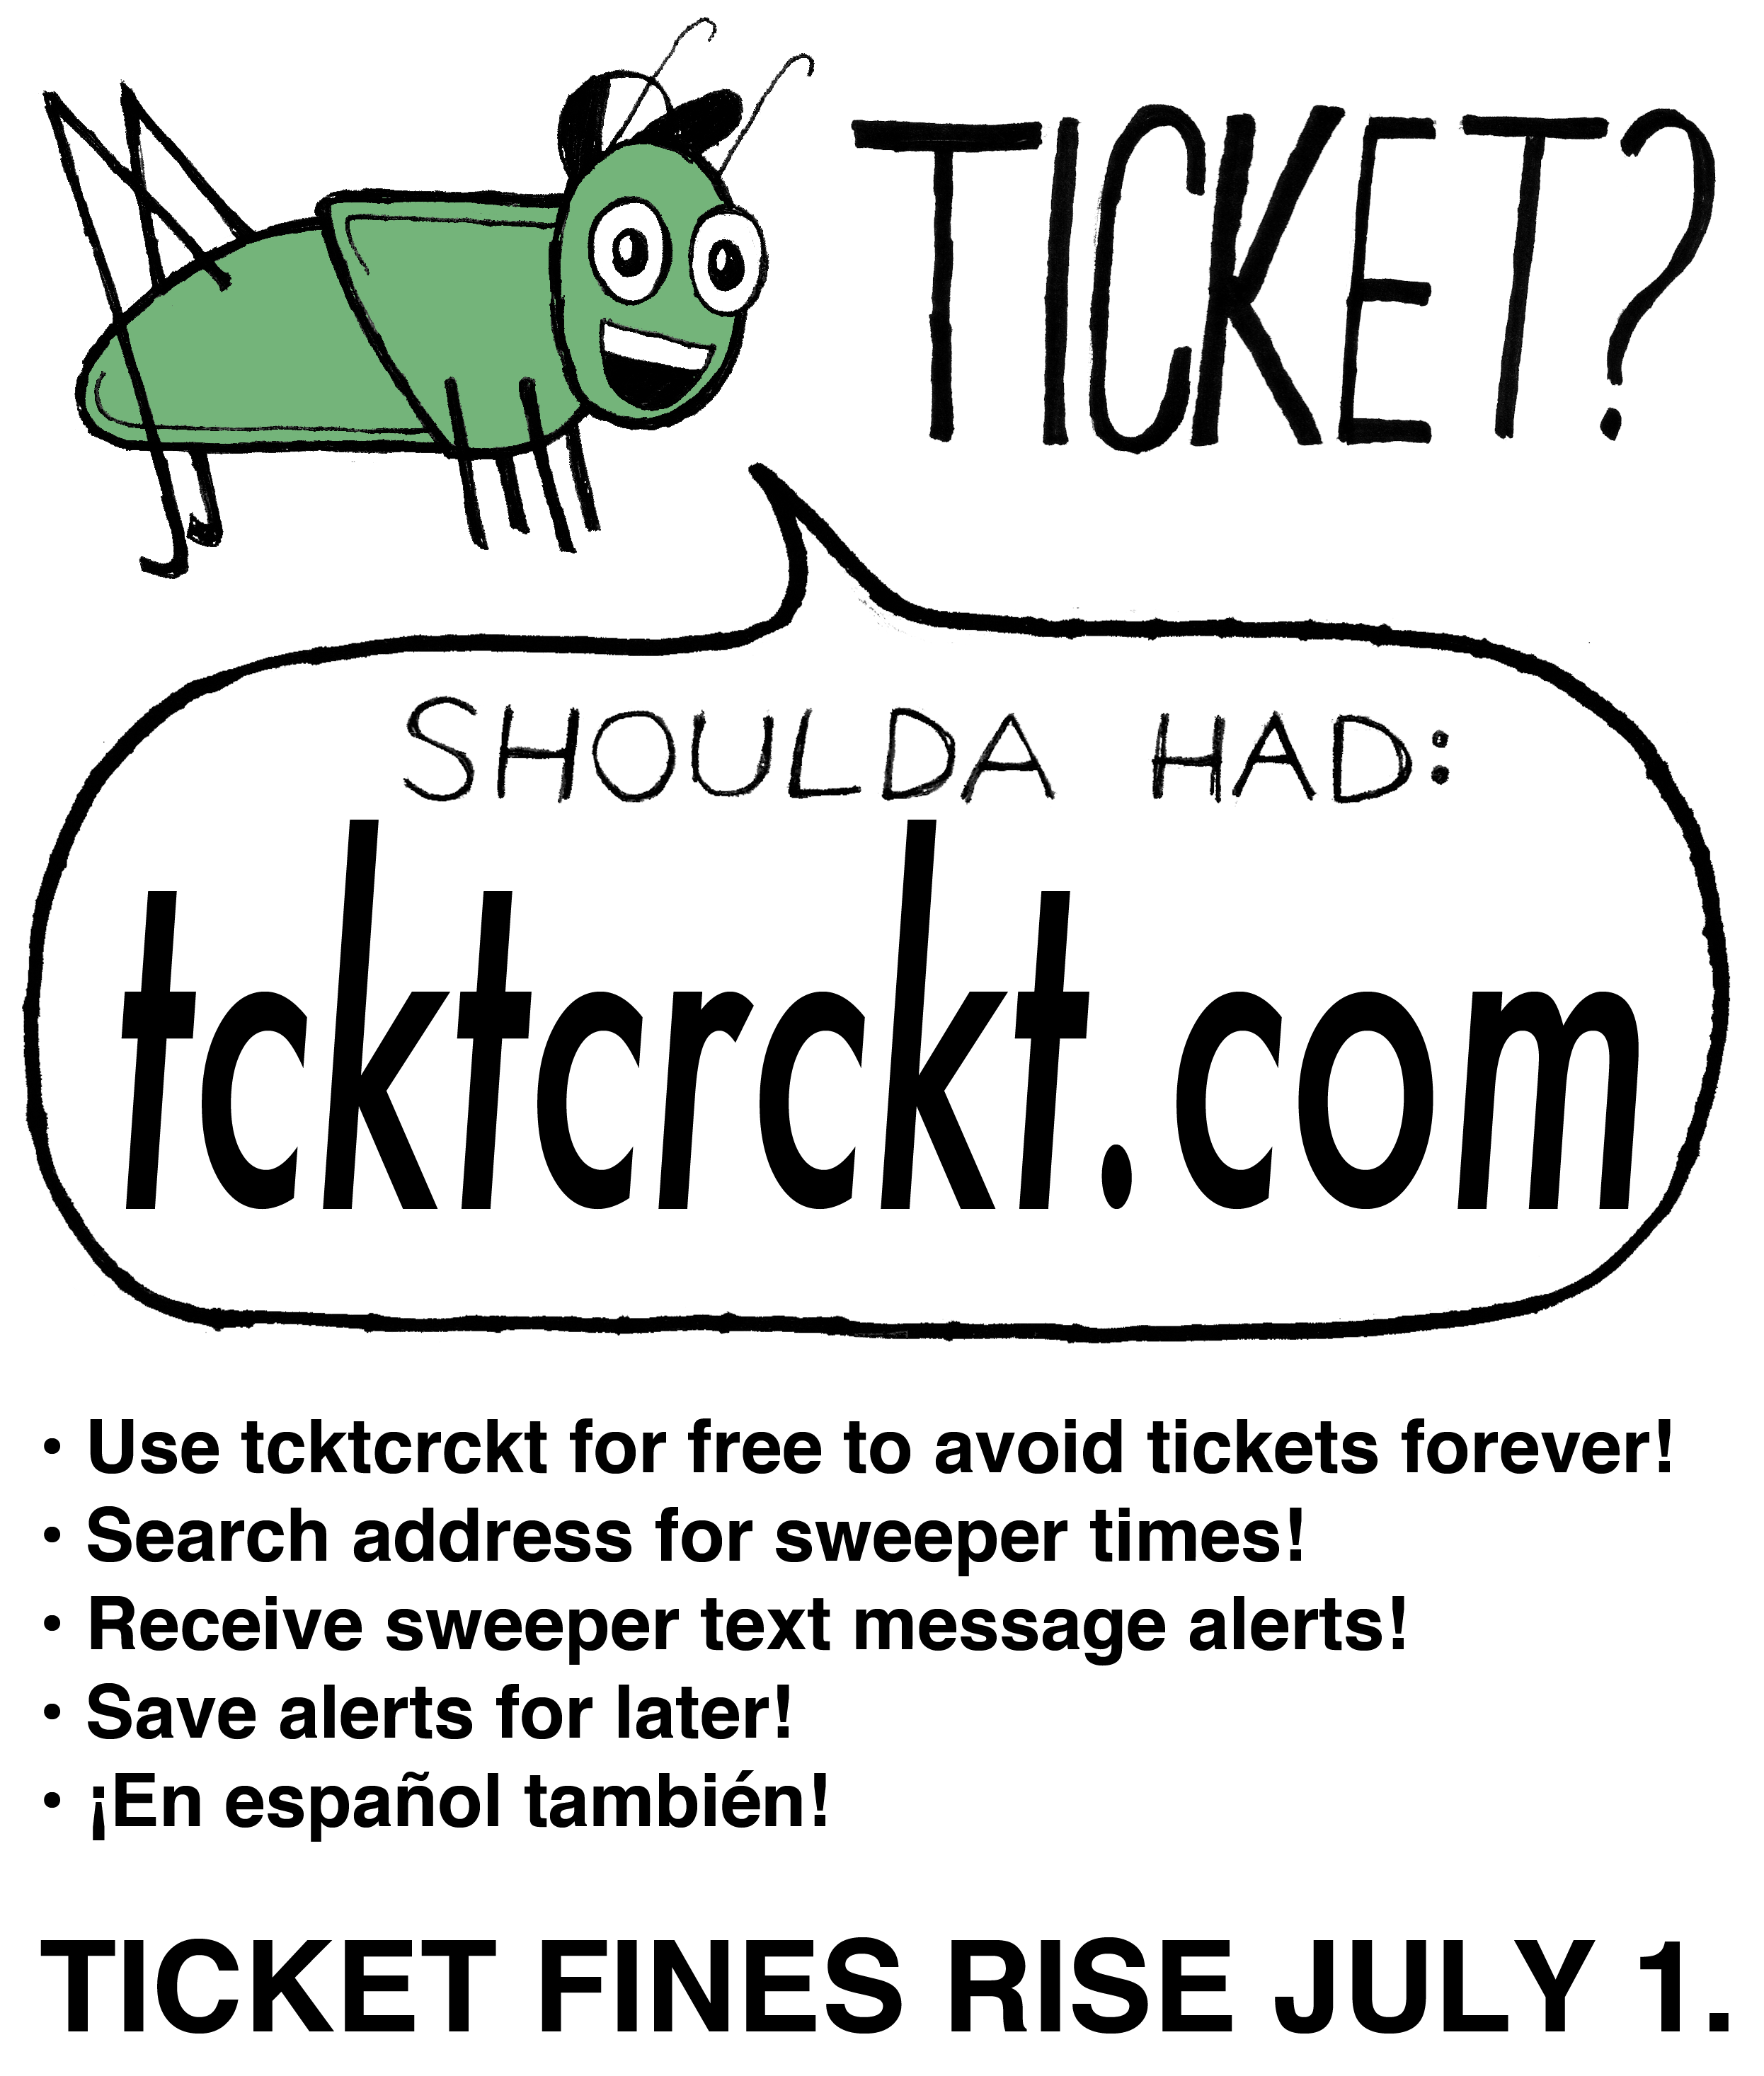 TICKET?
SHOULDA HAD:
tcktcrckt.com
• Use tcktcrckt for free to avoid tickets forever!
• Search address for sweeper times!
• Receive sweeper text message alerts!
• Save alerts for later!
• ¡En español también!
TICKET FINES RISE JULY 1.